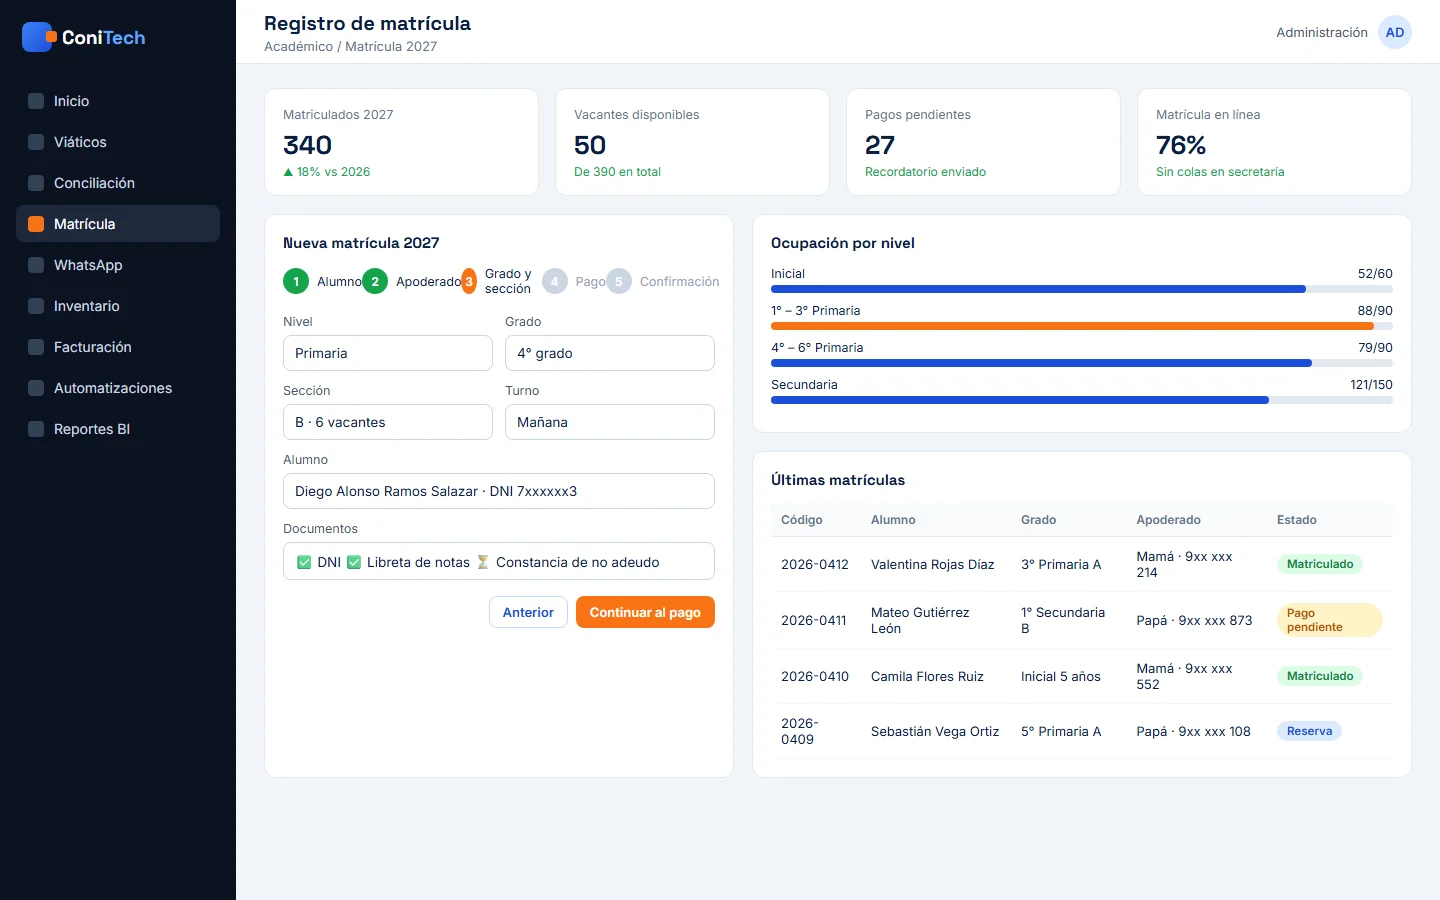 ConiTech
Inicio
Viáticos
Conciliación
Matrícula
WhatsApp
Inventario
Facturación
Automatizaciones
Reportes BI
Registro de matrícula
Académico / Matrícula 2027
Administración
AD
Matriculados 2027
340
▲ 18% vs 2026
Vacantes disponibles
50
De 390 en total
Pagos pendientes
27
Recordatorio enviado
Matrícula en línea
76%
Sin colas en secretaría
Nueva matrícula 2027
1 Alumno 2 Apoderado 3 Grado y sección 4 Pago 5 Confirmación
Nivel Grado
Primaria 4° grado
Sección Turno
B · 6 vacantes Mañana
Alumno
Diego Alonso Ramos Salazar · DNI 7xxxxxx3
Documentos
✅ DNI ✅ Libreta de notas ⏳ Constancia de no adeudo
Anterior Continuar al pago
Ocupación por nivel
Inicial 52/60
1° – 3° Primaria 88/90
4° – 6° Primaria 79/90
Secundaria 121/150
Últimas matrículas
Código Alumno Grado Apoderado Estado
2026-0412 Valentina Rojas Díaz 3° Primaria A Mamá · 9xx xxx 214 Matriculado
2026-0411 Mateo Gutiérrez León 1° Secundaria B Papá · 9xx xxx 873 Pago pendiente
2026-0410 Camila Flores Ruiz Inicial 5 años Mamá · 9xx xxx 552 Matriculado
2026-0409 Sebastián Vega Ortiz 5° Primaria A Papá · 9xx xxx 108 Reserva